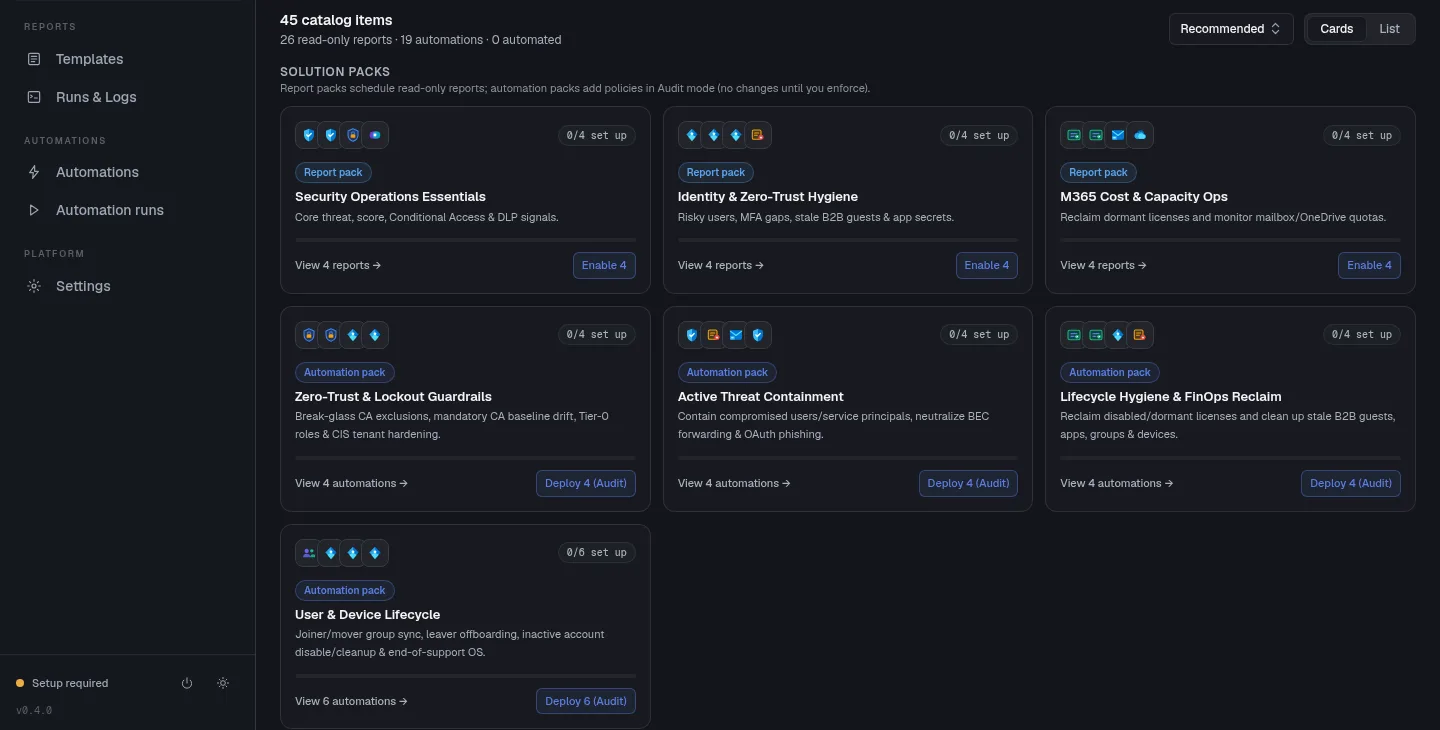 REPORTS
Templates
Runs & Logs
AUTOMATIONS
Automations
Automation runs
PLATFORM
Settings
Setup required
v0.4.0
45 catalog items
26 read-only reports · 19 automations · 0 automated
Recommended
Cards
List
SOLUTION PACKS
Report packs schedule read-only reports; automation packs add policies in Audit mode (no changes until you enforce).
0/4 set up
Report pack
Security Operations Essentials
Core threat, score, Conditional Access & DLP signals.
View 4 reports →
Enable 4
0/4 set up
Report pack
Identity & Zero-Trust Hygiene
Risky users, MFA gaps, stale B2B guests & app secrets.
View 4 reports →
Enable 4
0/4 set up
Report pack
M365 Cost & Capacity Ops
Reclaim dormant licenses and monitor mailbox/OneDrive quotas.
View 4 reports →
Enable 4
0/4 set up
Automation pack
Zero-Trust & Lockout Guardrails
Break-glass CA exclusions, mandatory CA baseline drift, Tier-0
roles & CIS tenant hardening.
View 4 automations →
Deploy 4 (Audit)
0/4 set up
Automation pack
Active Threat Containment
Contain compromised users/service principals, neutralize BEC
forwarding & OAuth phishing.
View 4 automations →
Deploy 4 (Audit)
0/4 set up
Automation pack
Lifecycle Hygiene & FinOps Reclaim
Reclaim disabled/dormant licenses and clean up stale B2B guests,
apps, groups & devices.
View 4 automations →
Deploy 4 (Audit)
0/6 set up
Automation pack
User & Device Lifecycle
Joiner/mover group sync, leaver offboarding, inactive account
disable/cleanup & end-of-support OS.
View 6 automations →
Deploy 6 (Audit)